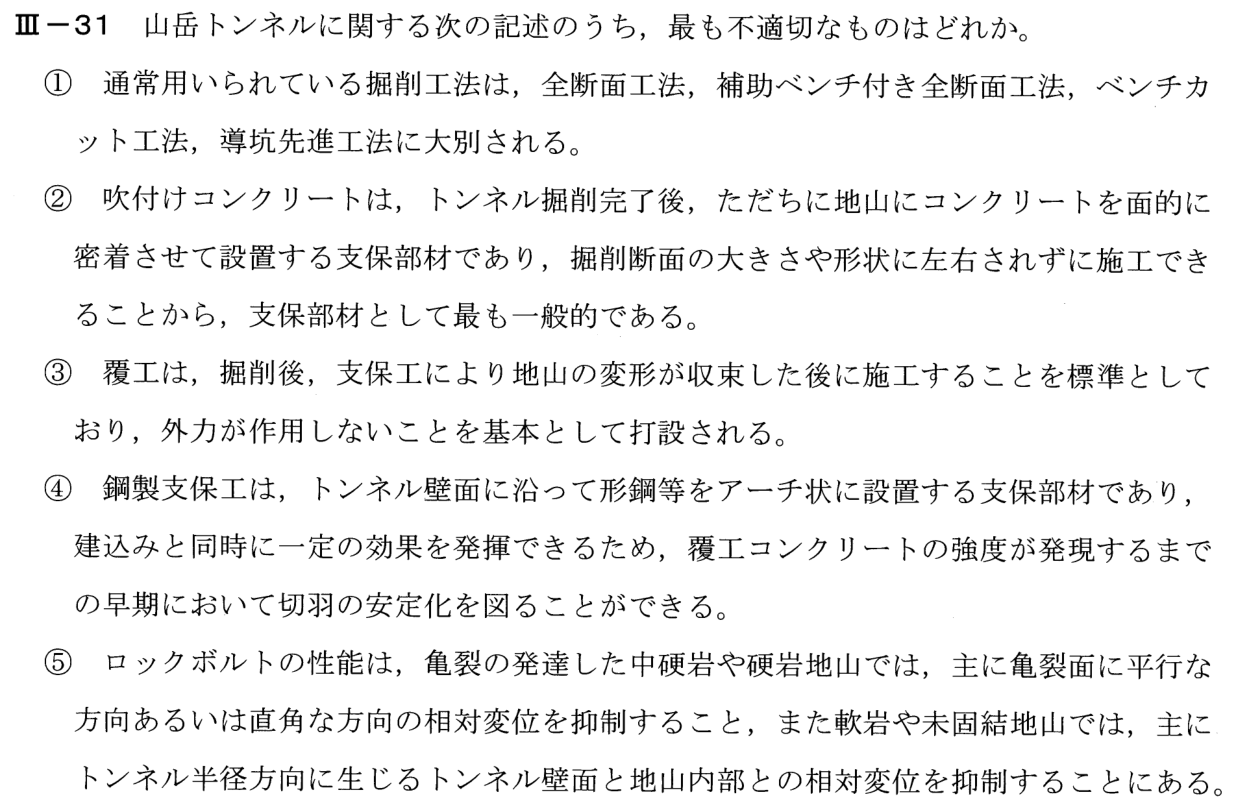 Ⅲ－31　山岳トンネルに関する次の記述のうち，最も不適切なものはどれか。
①　通常用いられている掘削工法は，全断面工法，補助ベンチ付き全断面工法，ベンチカ
ット工法，導坑先進工法に大別される。
②　吹付けコンクリートは，トンネル掘削完了後，ただちに地山にコンクリートを面的に
密着させて設置する支保部材であり，掘削断面の大きさや形状に左右されずに施工でき
ることから，支保部材として最も一般的である。
③　覆工は，掘削後，支保工により地山の変形が収束した後に施工することを標準として
おり，外力が作用しないことを基本として打設される。
④　鋼製支保工は，トンネル壁面に沿って形鋼等をアーチ状に設置する支保部材であり，
建込みと同時に一定の効果を発揮できるため，覆工コンクリートの強度が発現するまで
の早期において切羽の安定化を図ることができる。
⑤　ロックボルトの性能は，亀裂の発達した中硬岩や硬岩地山では，主に亀裂面に平行な
方向あるいは直角な方向の相対変位を抑制すること，また軟岩や未固結地山では，主に
トンネル半径方向に生じるトンネル壁面と地山内部との相対変位を抑制することにある。